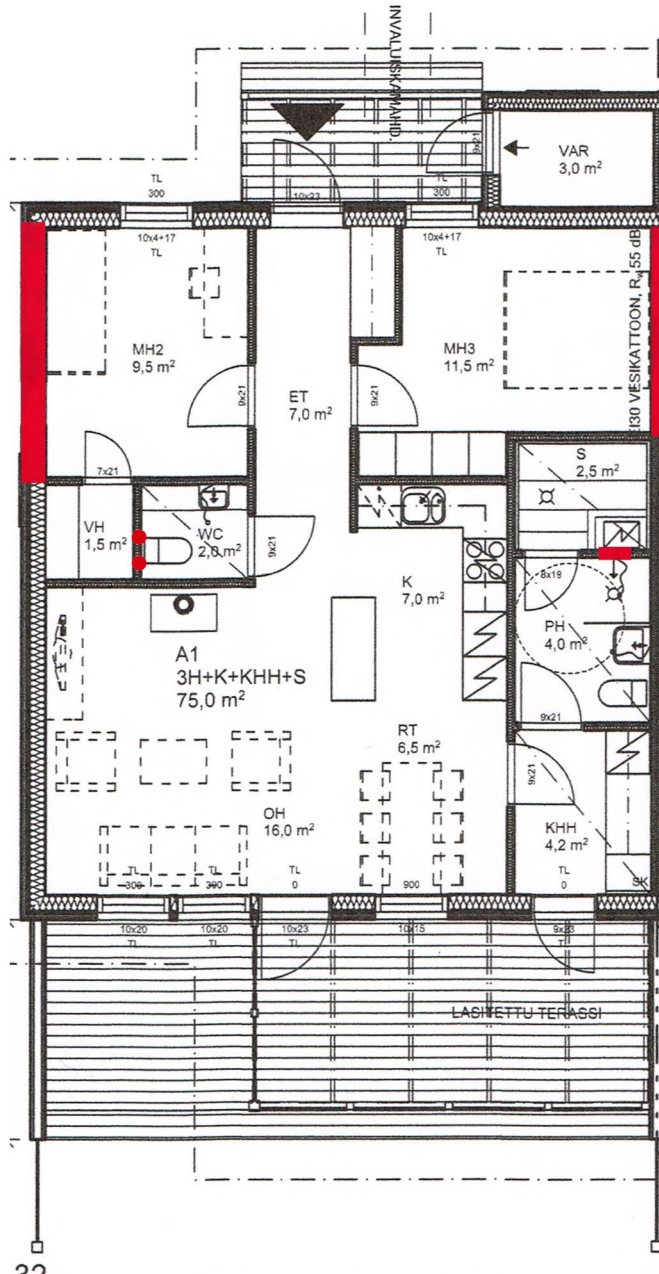 INVALUISKAMAHD.
VAR
3,0 m²
9x21
TL
300
10x23
TL
300
10x4+17
TL
10x4+17
TL
EI30 VESIKATTOON, Rw 55 dB
MH2
9,5 m²
MH3
11,5 m²
ET
7,0 m²
9x21
9x21
S
2,5 m²
7x21
VH
1,5 m²
WC
2,0 m²
9x21
K
7,0 m²
8x19
PH
4,0 m²
A1
3H+K+KHH+S
75,0 m²
9x21
RT
6,5 m²
9x21
OH
16,0 m²
KHH
4,2 m²
TL
300
TL
300
TL
0
900
TL
0
SK
10x20
TL
10x20
TL
10x23
TL
10x15
9x23
LASITETTU TERASSI